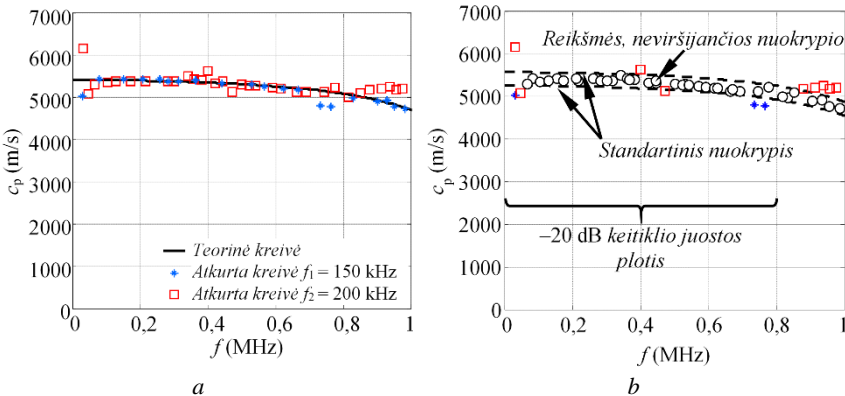 a
7000
6000
5000
4000
3000
2000
1000
0
c_p (m/s)
Teorinė kreivė
Atkurta kreivė f₁ = 150 kHz
Atkurta kreivė f₂ = 200 kHz
0
0,2
0,4
0,6
0,8
1
f (MHz)
a
b
7000
6000
5000
4000
3000
2000
1000
0
c_p (m/s)
Reikšmės, neviršijančios nuokrypio
Standartinis nuokrypis
–20 dB keitiklio juostos
plotis
0
0,2
0,4
0,6
0,8
1
f (MHz)
b